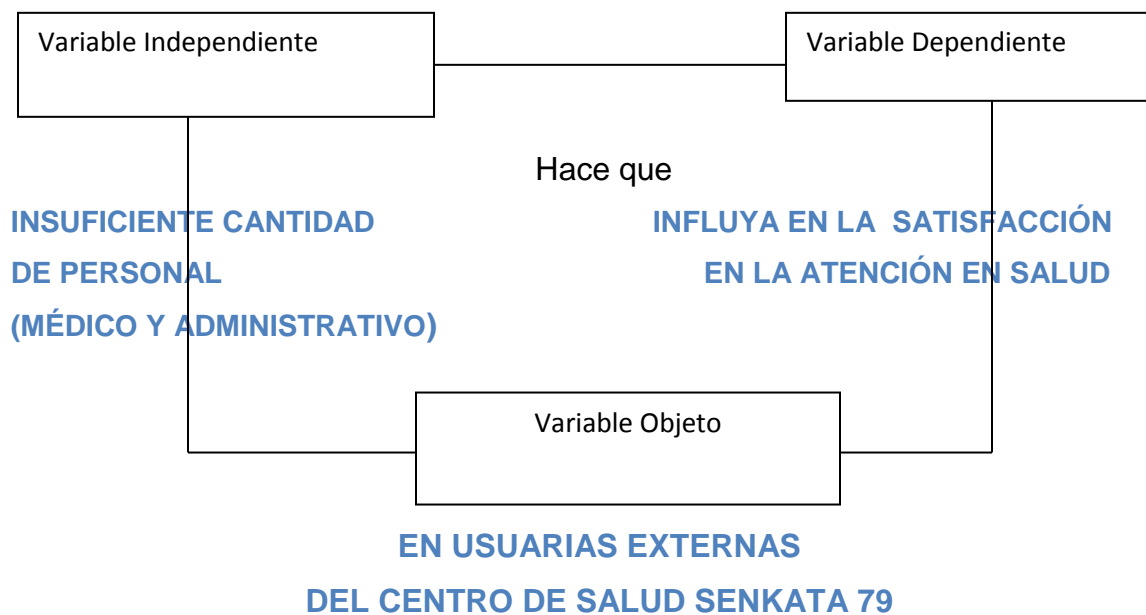 Variable Independiente
Variable Dependiente
Hace que
INSUFICIENTE CANTIDAD
DE PERSONAL
(MÉDICO Y ADMINISTRATIVO)
INFLUYA EN LA SATISFACCIÓN
EN LA ATENCIÓN EN SALUD
Variable Objeto
EN USUARIAS EXTERNAS
DEL CENTRO DE SALUD SENKATA 79